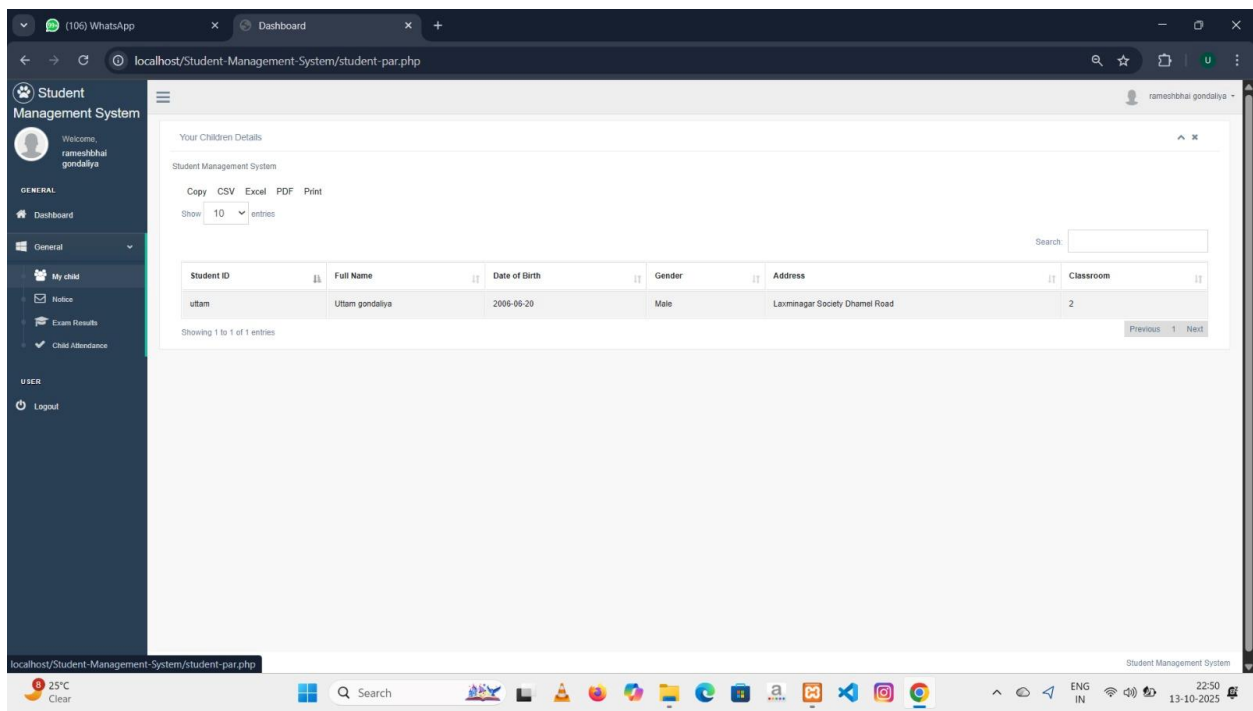 (106) WhatsApp
Dashboard
localhost/Student-Management-System/student-par.php
U
Student
Management System
Welcome,
rameshbhai
gondaliya
GENERAL
Dashboard
General
My child
Notice
Exam Results
Child Attendance
USER
Logout
rameshbhai gondaliya
Your Children Details
Student Management System
Copy CSV Excel PDF Print
Show 10 entries
Search:
Student ID Full Name Date of Birth Gender Address Classroom
uttam Uttam gondaliya 2006-06-20 Male Laxminagar Society Dhamel Road 2
Showing 1 to 1 of 1 entries
Previous 1 Next
Student Management System
localhost/Student-Management-System/student-par.php
8
25°C
Clear
Search
ENG
IN
22:50
13-10-2025